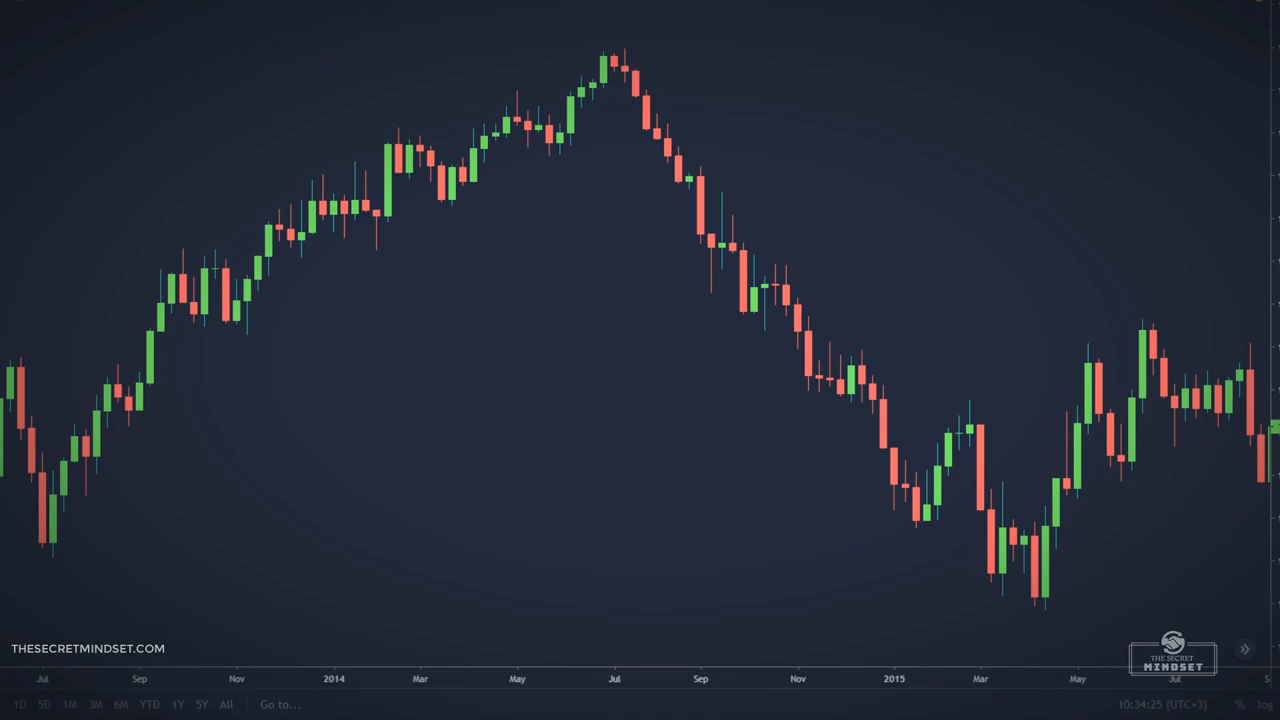 THESECRETMINDSET.COM
THE SECRET
MINDSET
Jul Sep Nov 2014 Mar May Jul Sep Nov 2015 Mar May Jul
1D 5D 1M 3M 6M YTD 1Y 5Y All Go to... 10:34:25 (UTC+3) % log